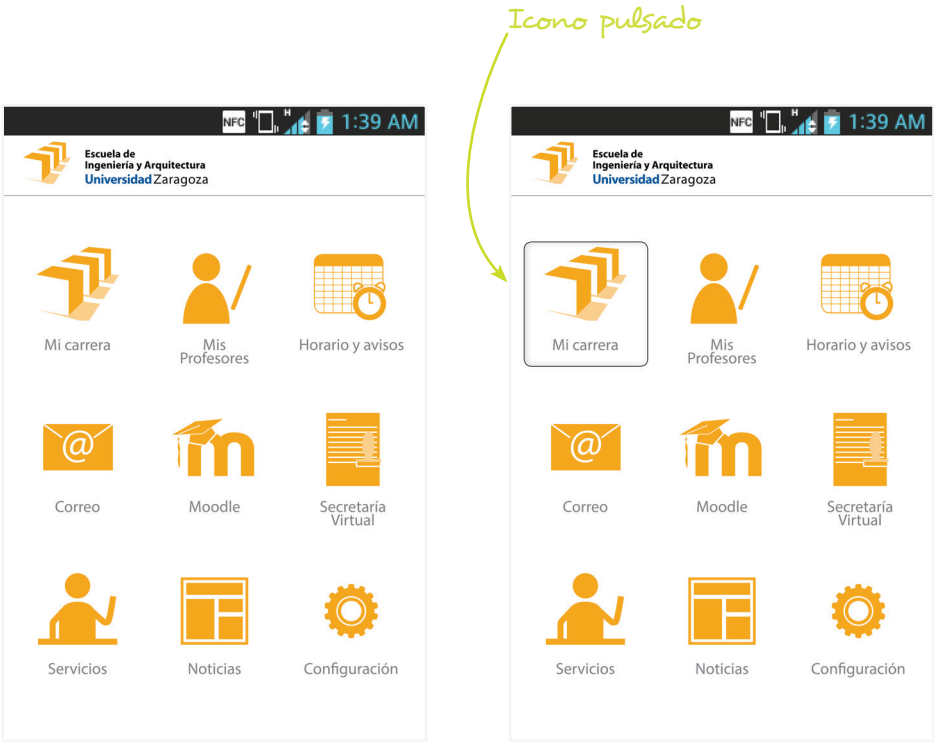 Icono pulsado
NFC H 1:39 AM
Escuela de
Ingeniería y Arquitectura
Universidad Zaragoza
Mi carrera
Mis
Profesores
Horario y avisos
@
Correo
m
Moodle
Secretaría
Virtual
Servicios
Noticias
Configuración
NFC H 1:39 AM
Escuela de
Ingeniería y Arquitectura
Universidad Zaragoza
Mi carrera
Mis
Profesores
Horario y avisos
@
Correo
m
Moodle
Secretaría
Virtual
Servicios
Noticias
Configuración